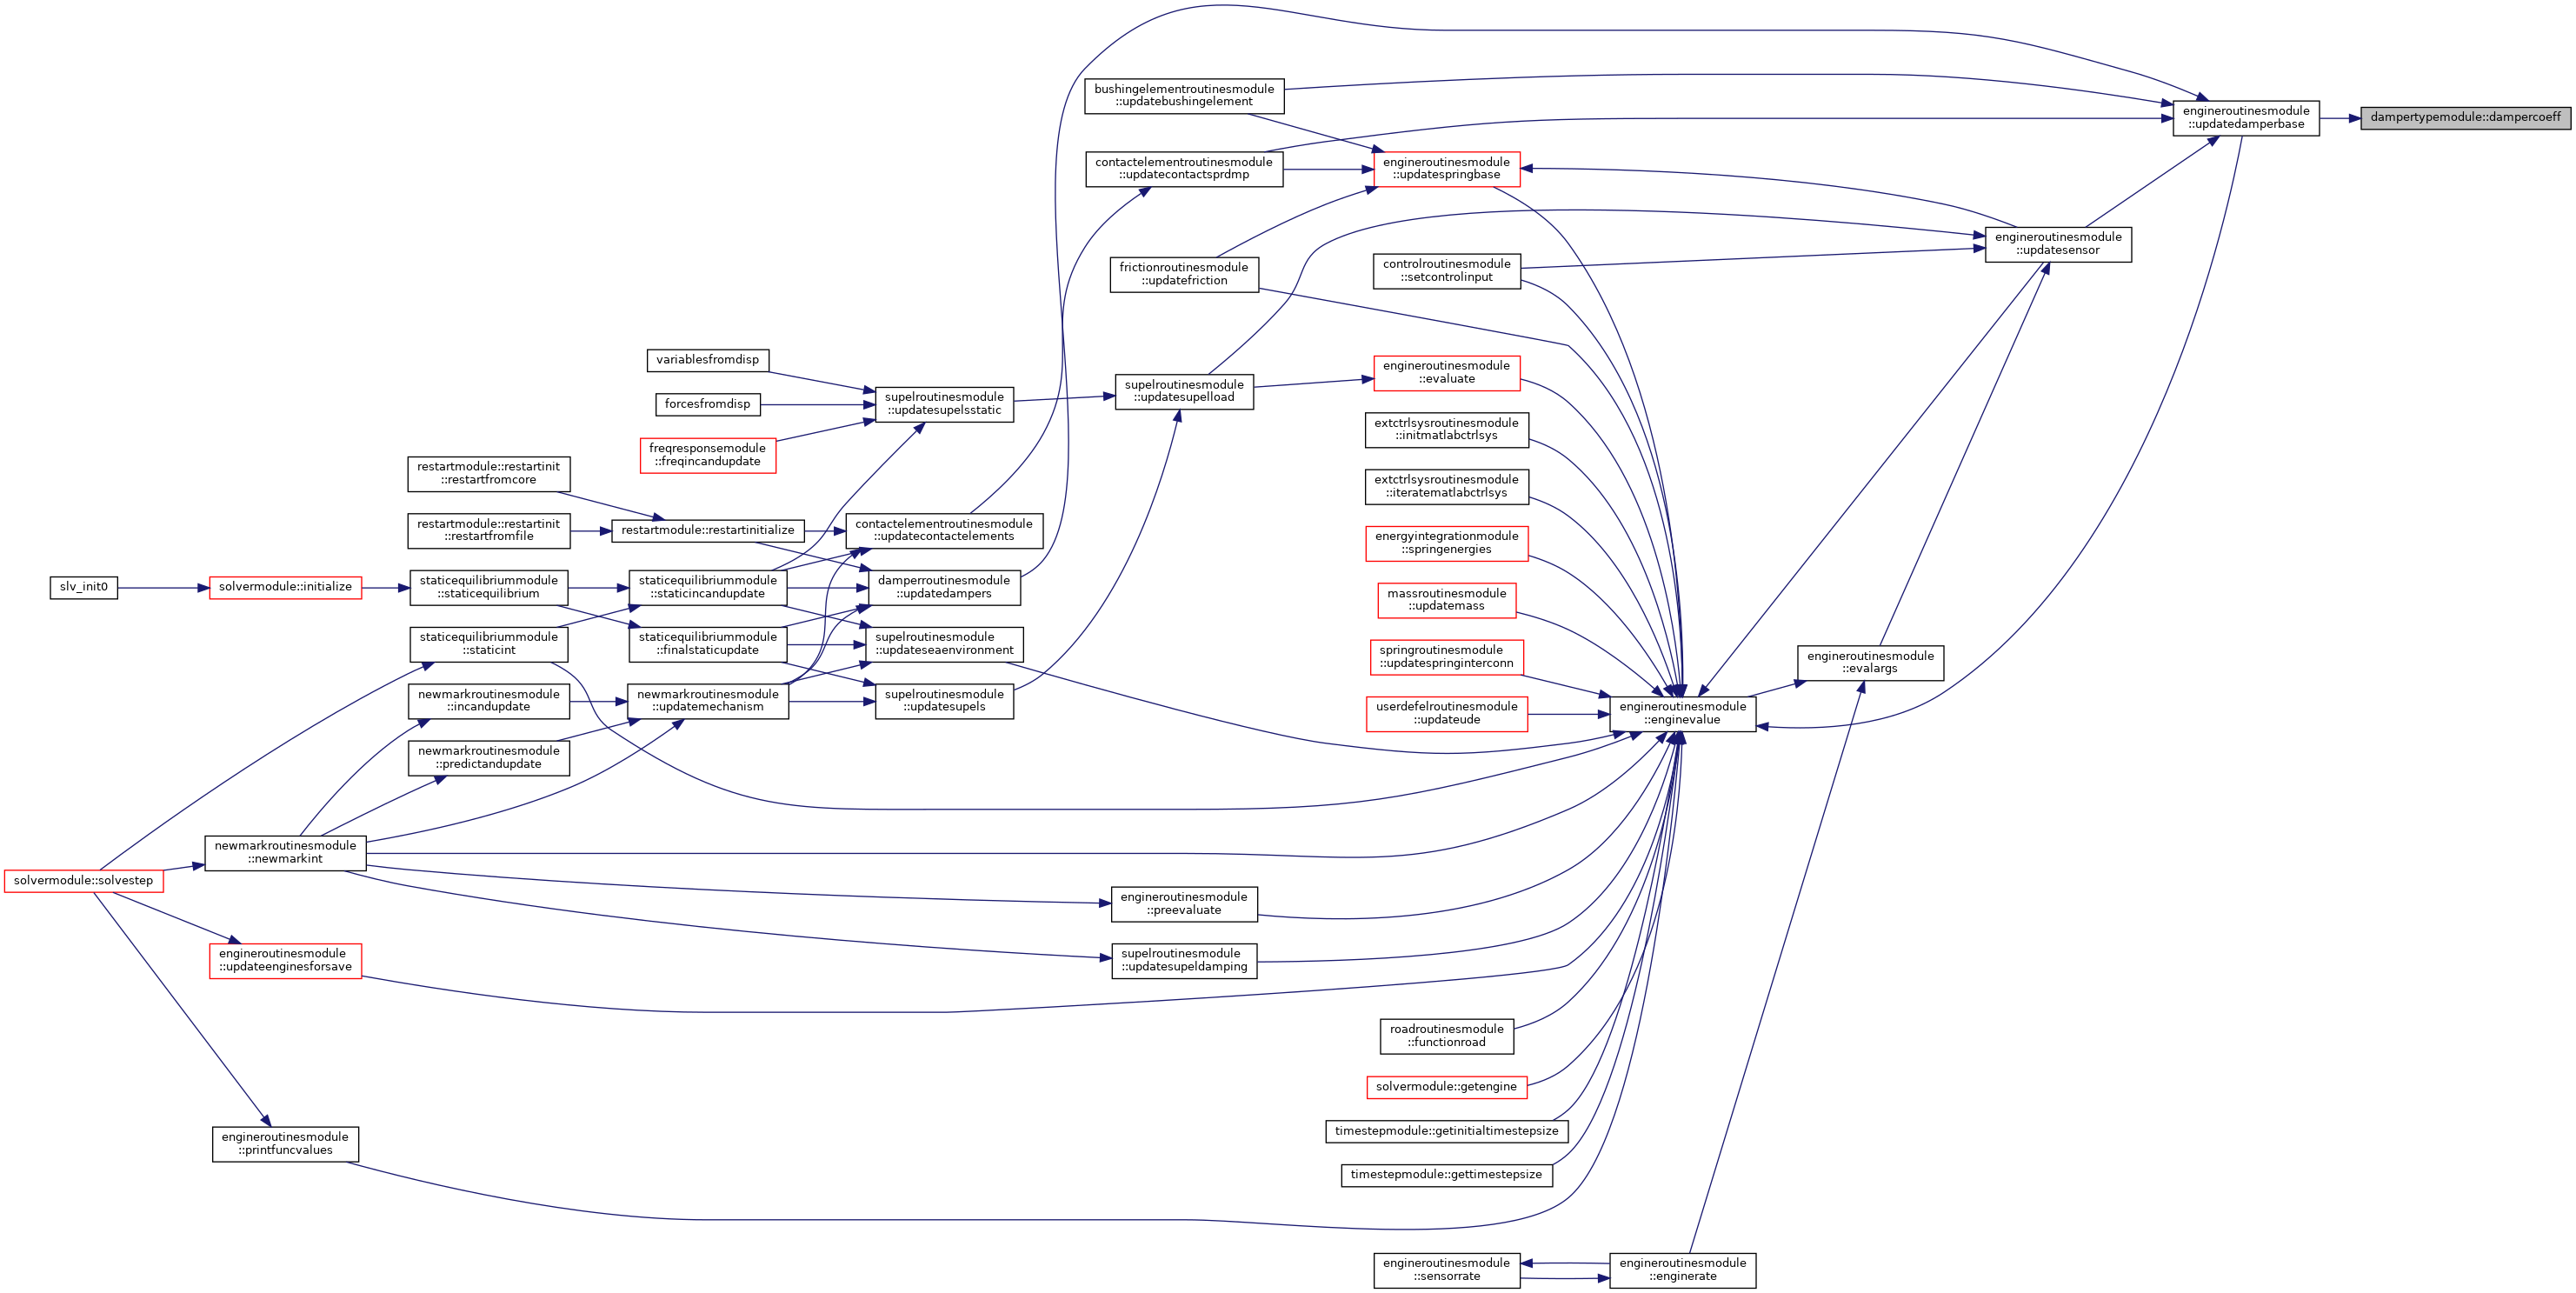 bushingelementroutinesmodule
::updatebushingelement
engineroutinesmodule
::updatedamperbase
dampertypemodule::dampercoeff
contactelementroutinesmodule
::updatecontactsprdmp
engineroutinesmodule
::updatespringbase
engineroutinesmodule
::updatesensor
frictionroutinesmodule
::updatefriction
controlroutinesmodule
::setcontrolinput
variablesfromdisp
forcesfromdisp
freqresponsemodule
::freqincandupdate
supelroutinesmodule
::updatesupelsstatic
supelroutinesmodule
::updatesupelload
engineroutinesmodule
::evaluate
extctrlsysroutinesmodule
::initmatlabctrlsys
extctrlsysroutinesmodule
::iteratematlabctrlsys
restartmodule::restartinit
::restartfromcore
restartmodule::restartinit
::restartfromfile
restartmodule::restartinitialize
contactelementroutinesmodule
::updatecontactelements
energyintegrationmodule
::springenergies
slv_init0
solvermodule::initialize
staticequilibriummodule
::staticequilibrium
staticequilibriummodule
::staticincandupdate
damperroutinesmodule
::updatedampers
massroutinesmodule
::updatemass
staticequilibriummodule
::staticint
staticequilibriummodule
::finalstaticupdate
supelroutinesmodule
::updateseaenvironment
springroutinesmodule
::updatespringinterconn
engineroutinesmodule
::evalargs
newmarkroutinesmodule
::incandupdate
newmarkroutinesmodule
::updatemechanism
supelroutinesmodule
::updatesupels
userdefelroutinesmodule
::updateude
engineroutinesmodule
::enginevalue
newmarkroutinesmodule
::predictandupdate
newmarkroutinesmodule
::newmarkint
solvermodule::solvestep
engineroutinesmodule
::preevaluate
engineroutinesmodule
::updateenginesforsave
supelroutinesmodule
::updatesupeldamping
roadroutinesmodule
::functionroad
solvermodule::getengine
timestepmodule::getinitialtimestepsize
engineroutinesmodule
::printfuncvalues
timestepmodule::gettimestepsize
engineroutinesmodule
::sensorrate
engineroutinesmodule
::enginerate